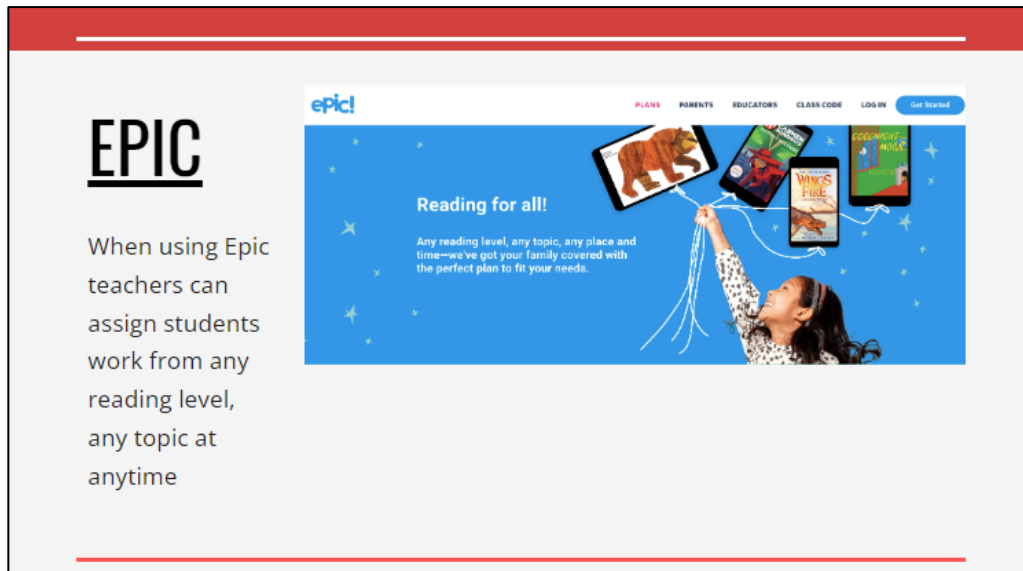 EPIC
When using Epic
teachers can
assign students
work from any
reading level,
any topic at
anytime
epic!
PLANS PARENTS EDUCATORS CLASS CODE LOG IN Get Started
Reading for all!
Any reading level, any topic, any place and
time—we've got your family covered with
the perfect plan to fit your needs.
CARMEN
WINGS
OF
FIRE
GOODNIGHT
MOON